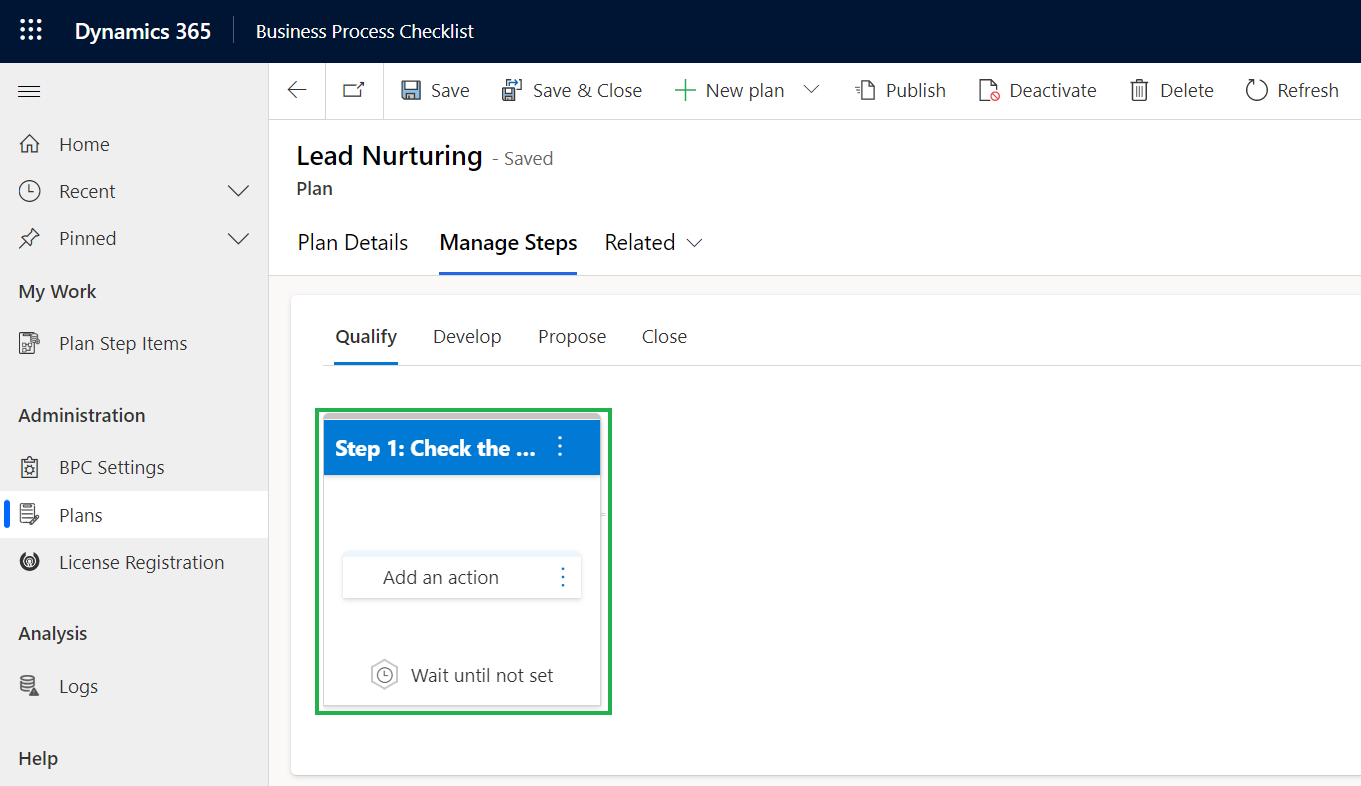 Dynamics 365 Business Process Checklist
Save Save & Close New plan Publish Deactivate Delete Refresh
Home
Recent
Pinned
My Work
Plan Step Items
Administration
BPC Settings
Plans
License Registration
Analysis
Logs
Help
Lead Nurturing - Saved
Plan
Plan Details Manage Steps Related
Qualify Develop Propose Close
Step 1: Check the ...
Add an action
Wait until not set